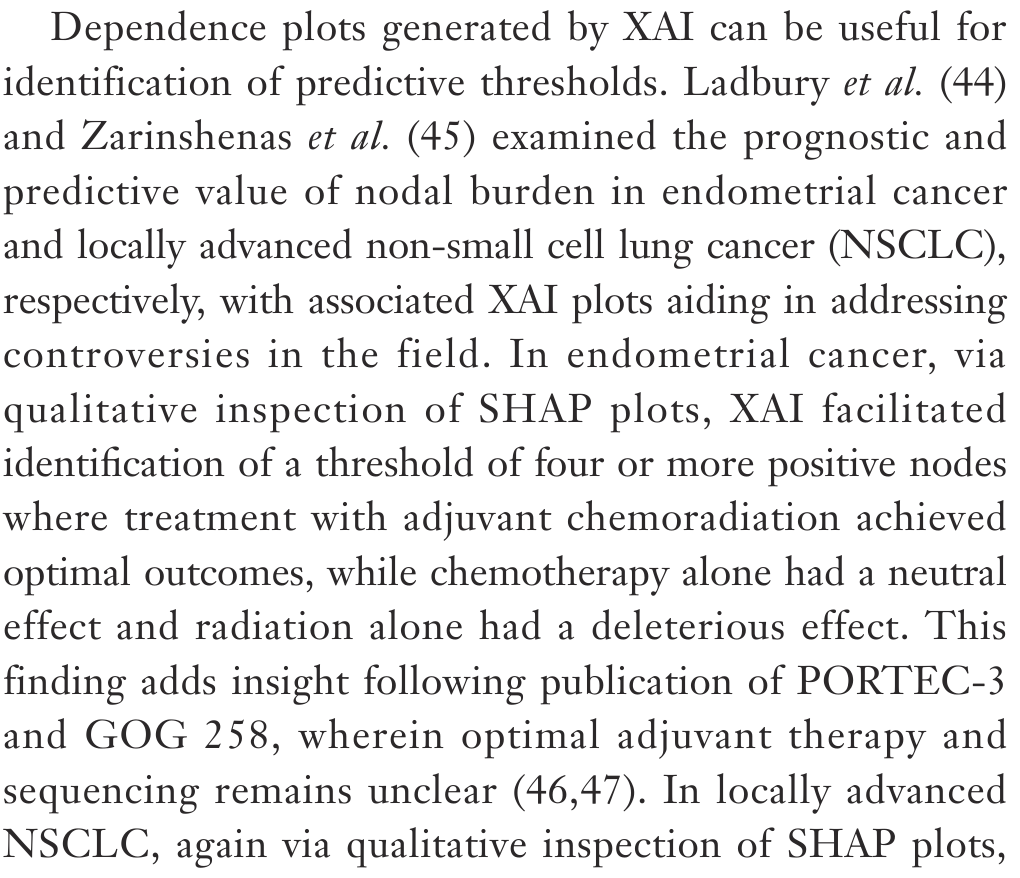 Dependence plots generated by XAI can be useful for
identification of predictive thresholds. Ladbury et al. (44)
and Zarinshenas et al. (45) examined the prognostic and
predictive value of nodal burden in endometrial cancer
and locally advanced non-small cell lung cancer (NSCLC),
respectively, with associated XAI plots aiding in addressing
controversies in the field. In endometrial cancer, via
qualitative inspection of SHAP plots, XAI facilitated
identification of a threshold of four or more positive nodes
where treatment with adjuvant chemoradiation achieved
optimal outcomes, while chemotherapy alone had a neutral
effect and radiation alone had a deleterious effect. This
finding adds insight following publication of PORTEC-3
and GOG 258, wherein optimal adjuvant therapy and
sequencing remains unclear (46,47). In locally advanced
NSCLC, again via qualitative inspection of SHAP plots,